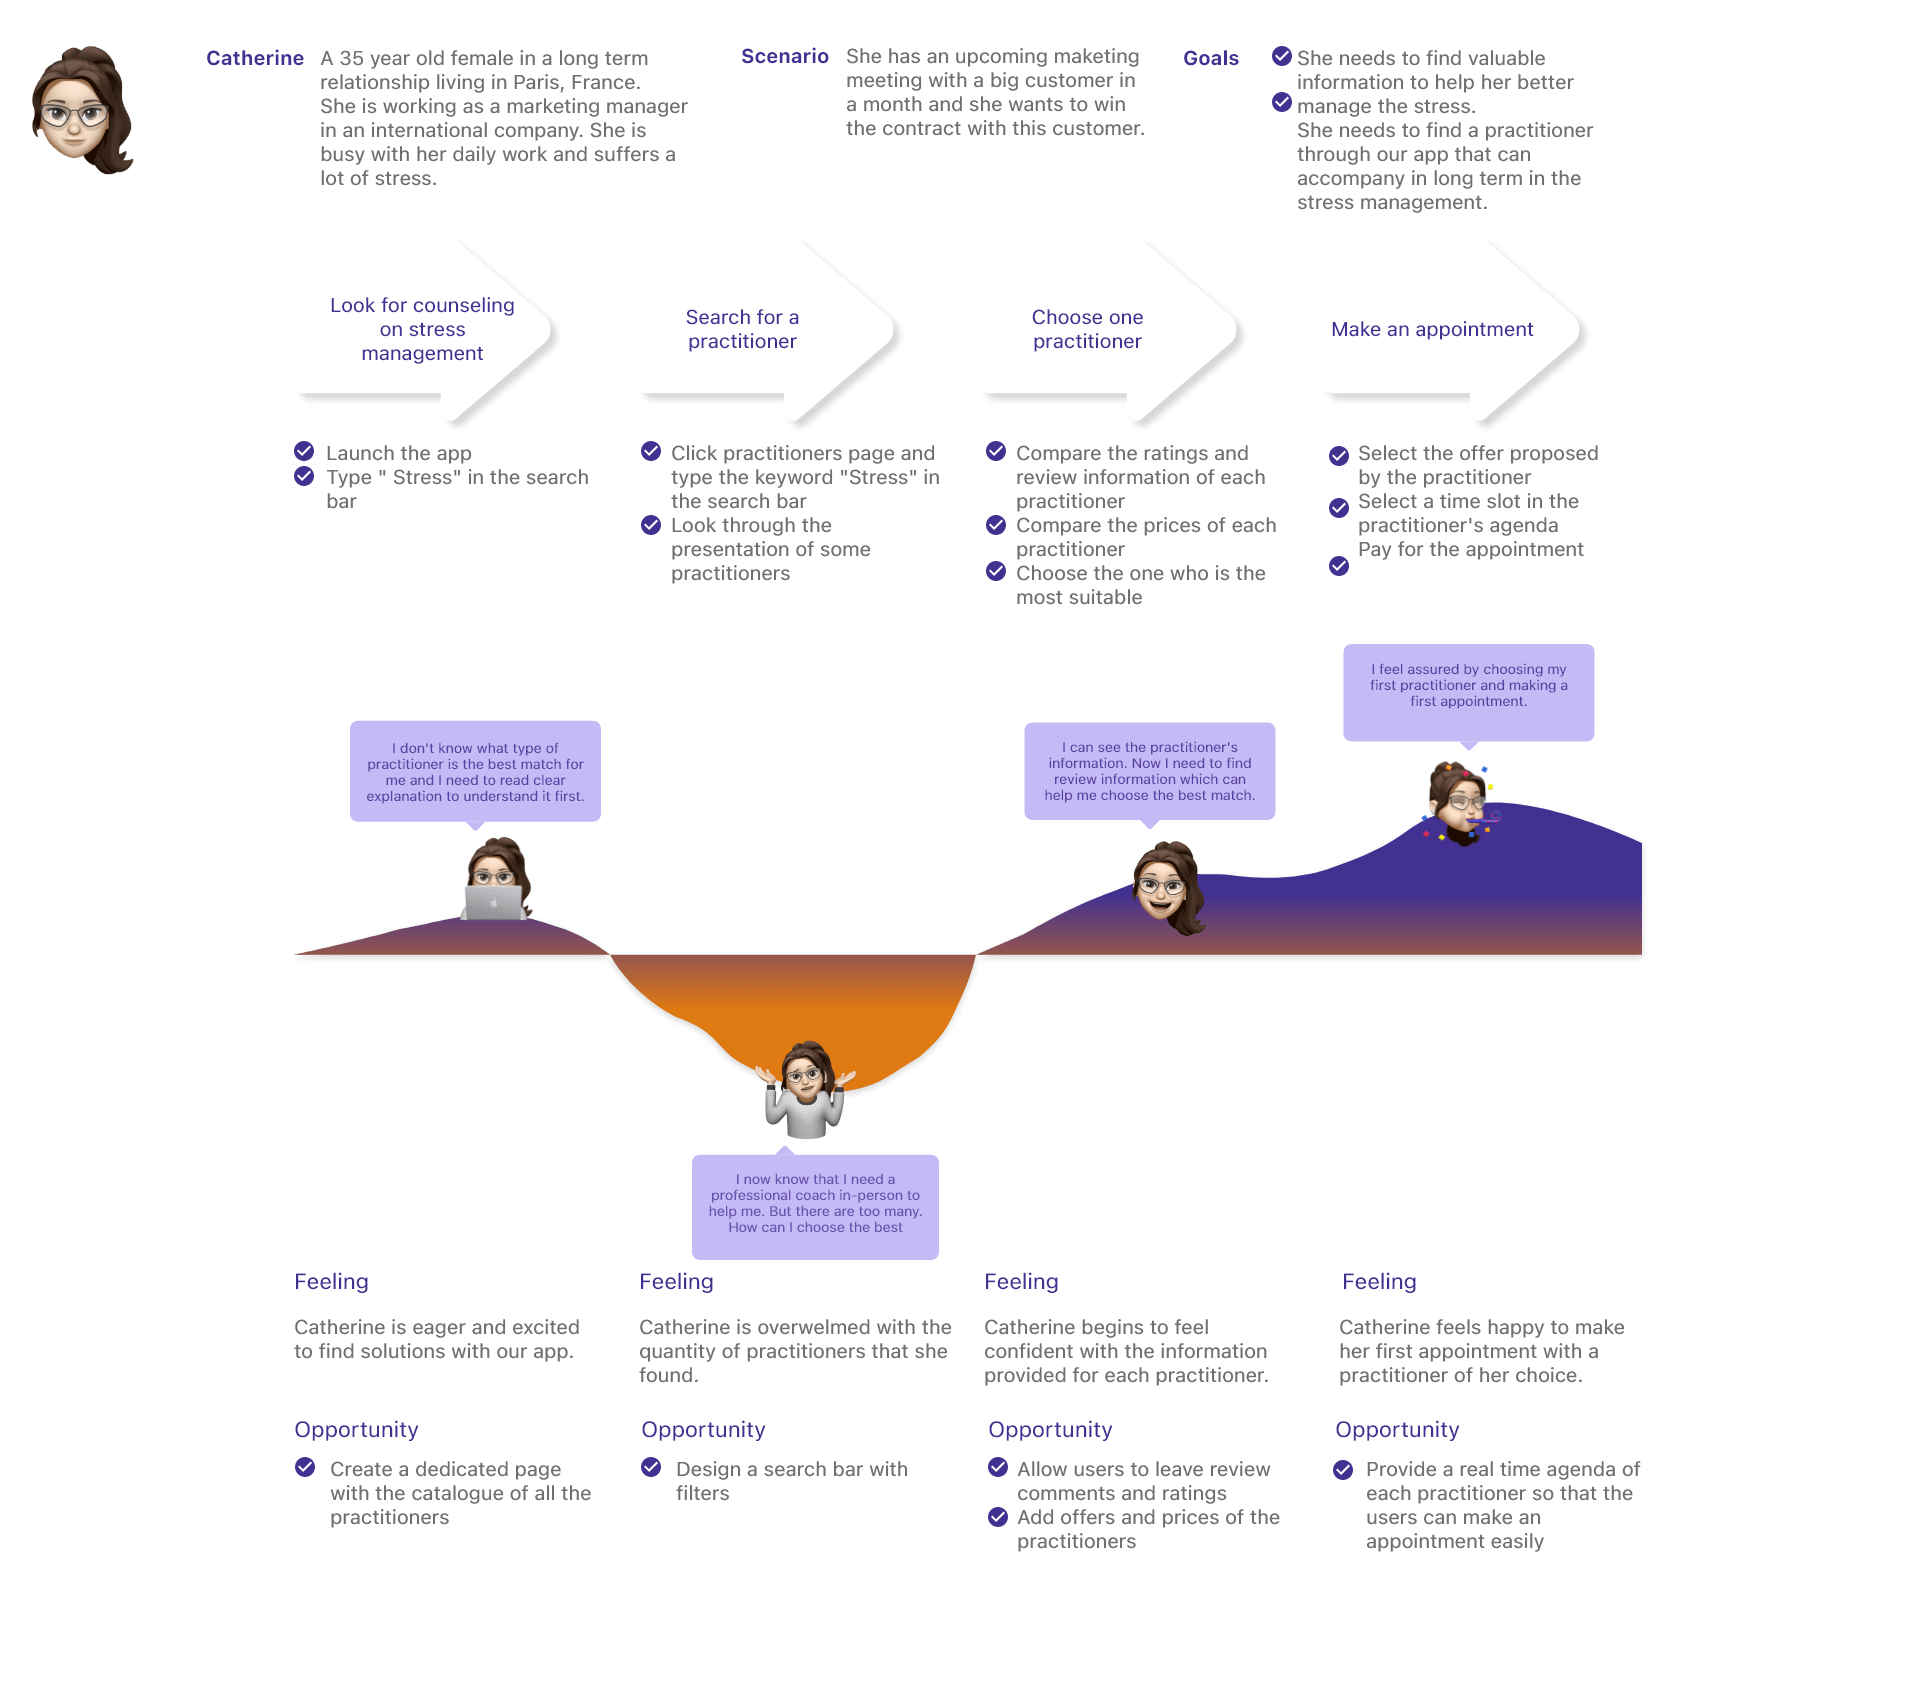 Catherine
A 35 year old female in a long term
relationship living in Paris, France.
She is working as a marketing manager
in an international company. She is
busy with her daily work and suffers a
lot of stress.
Scenario
She has an upcoming maketing
meeting with a big customer in
a month and she wants to win
the contract with this customer.
Goals
She needs to find valuable
information to help her better
manage the stress.
She needs to find a practitioner
through our app that can
accompany in long term in the
stress management.
Look for counseling
on stress
management
Search for a
practitioner
Choose one
practitioner
Make an appointment
Launch the app
Type " Stress" in the search
bar
Click practitioners page and
type the keyword "Stress" in
the search bar
Look through the
presentation of some
practitioners
Compare the ratings and
review information of each
practitioner
Compare the prices of each
practitioner
Choose the one who is the
most suitable
Select the offer proposed
by the practitioner
Select a time slot in the
practitioner's agenda
Pay for the appointment
I don't know what type of
practitioner is the best match for
me and I need to read clear
explanation to understand it first.
I now know that I need a
professional coach in-person to
help me. But there are too many.
How can I choose the best
I can see the practitioner's
information. Now I need to find
review information which can
help me choose the best match.
I feel assured by choosing my
first practitioner and making a
first appointment.
Feeling
Catherine is eager and excited
to find solutions with our app.
Feeling
Catherine is overwelmed with the
quantity of practitioners that she
found.
Feeling
Catherine begins to feel
confident with the information
provided for each practitioner.
Feeling
Catherine feels happy to make
her first appointment with a
practitioner of her choice.
Opportunity
Create a dedicated page
with the catalogue of all the
practitioners
Opportunity
Design a search bar with
filters
Opportunity
Allow users to leave review
comments and ratings
Add offers and prices of the
practitioners
Opportunity
Provide a real time agenda of
each practitioner so that the
users can make an
appointment easily